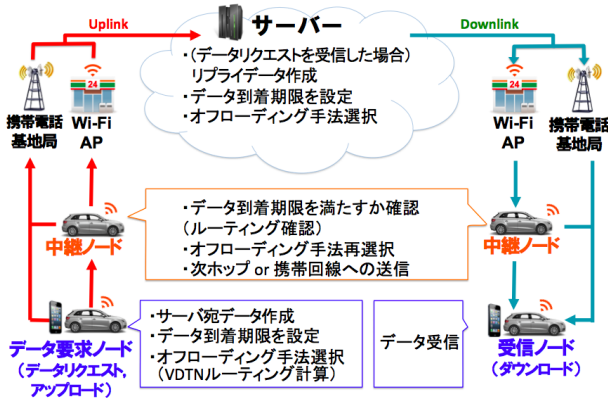 Uplink
サーバー
Downlink
・(データリクエストを受信した場合)
リプライデータ作成
・データ到着期限を設定
・オフローディング手法選択
24
24
携帯電話
基地局
Wi-Fi
AP
Wi-Fi
AP
携帯電話
基地局
・データ到着期限を満たすか確認
(ルーティング確認)
・オフローディング手法再選択
・次ホップ or 携帯回線への送信
中継ノード
中継ノード
・サーバ宛データ作成
・データ到着期限を設定
・オフローディング手法選択
(VDTNルーティング計算)
データ受信
データ要求ノード
(データリクエスト,
アップロード)
受信ノード
(ダウンロード)